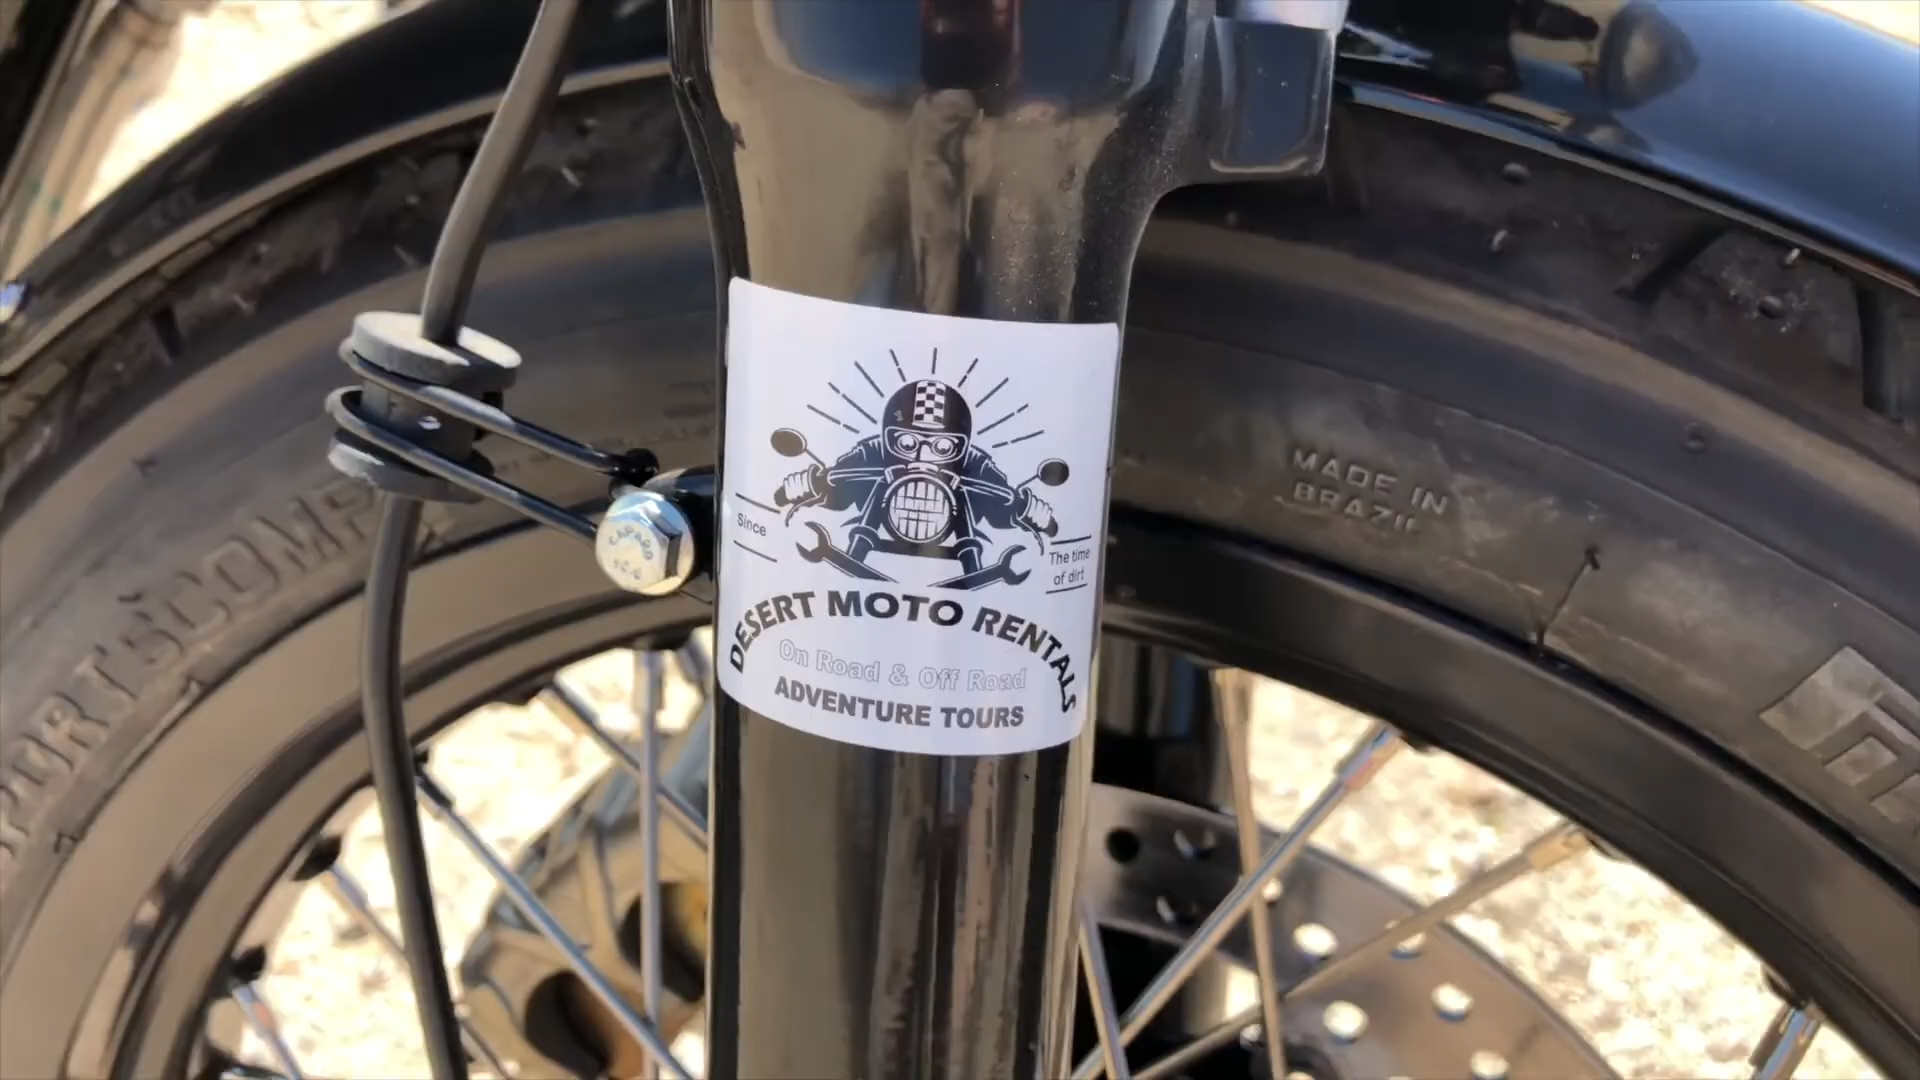 Since
The time
of dirt
DESERT MOTO RENTALS
On Road & Off Road
ADVENTURE TOURS
MADE IN
BRAZIL